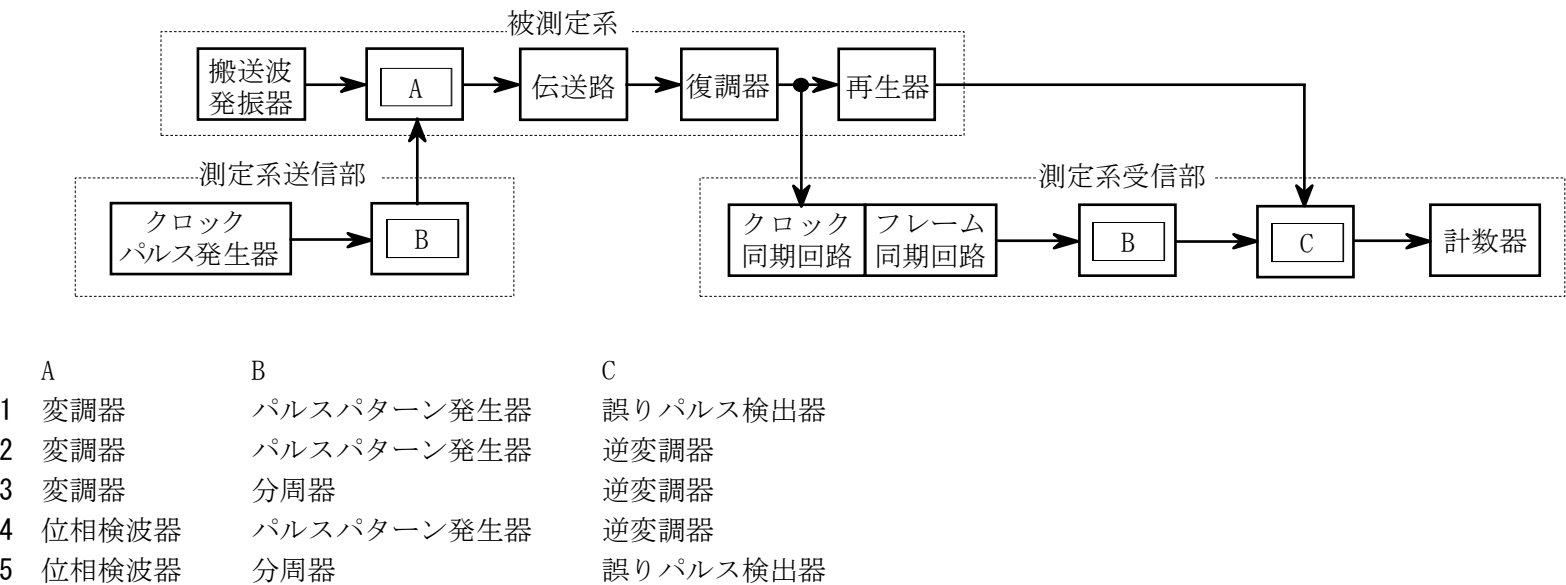 被測定系
搬送波
発振器
A
伝送路
復調器
再生器
測定系送信部
クロック
パルス発生器
B
測定系受信部
クロック
同期回路
フレーム
同期回路
B
C
計数器
A B C
1 変調器 パルスパターン発生器 誤りパルス検出器
2 変調器 パルスパターン発生器 逆変調器
3 変調器 分周器 逆変調器
4 位相検波器 パルスパターン発生器 逆変調器
5 位相検波器 分周器 誤りパルス検出器